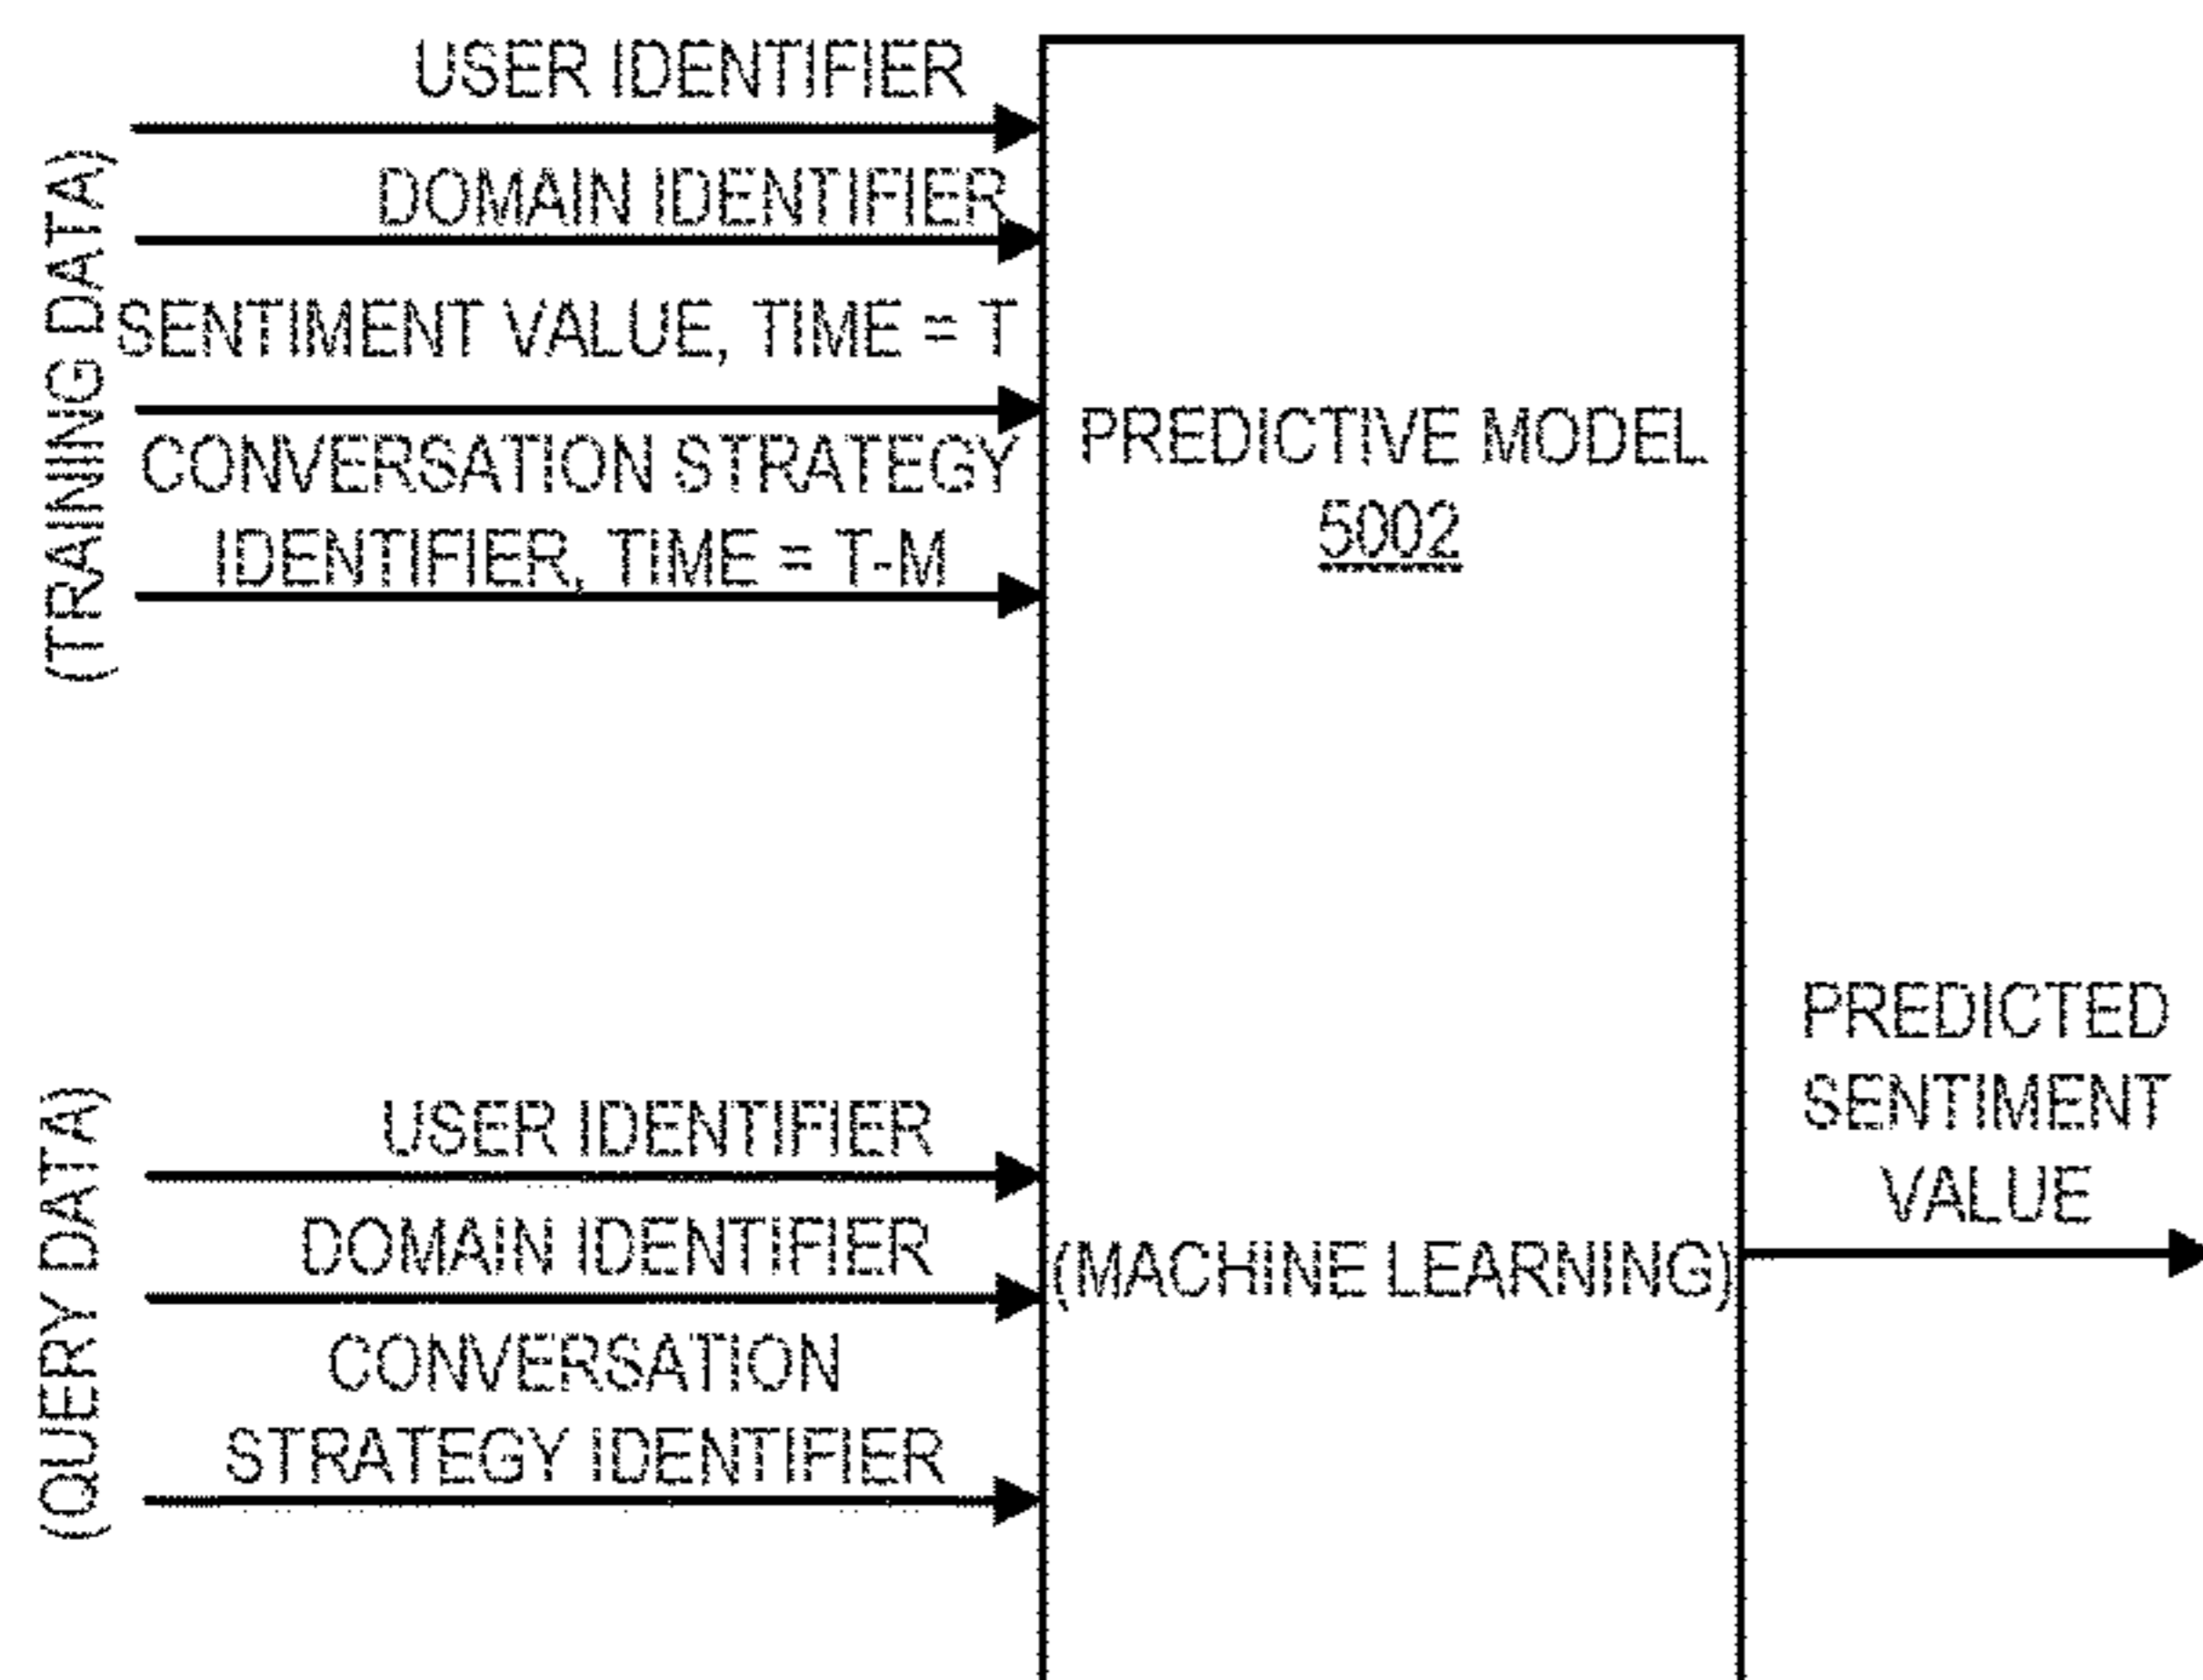 (TRAINING DATA)
USER IDENTIFIER
DOMAIN IDENTIFIER
SENTIMENT VALUE, TIME = T
CONVERSATION STRATEGY
IDENTIFIER, TIME = T-M
PREDICTIVE MODEL
5002
(QUERY DATA)
USER IDENTIFIER
DOMAIN IDENTIFIER
CONVERSATION
STRATEGY IDENTIFIER
(MACHINE LEARNING)
PREDICTED
SENTIMENT
VALUE